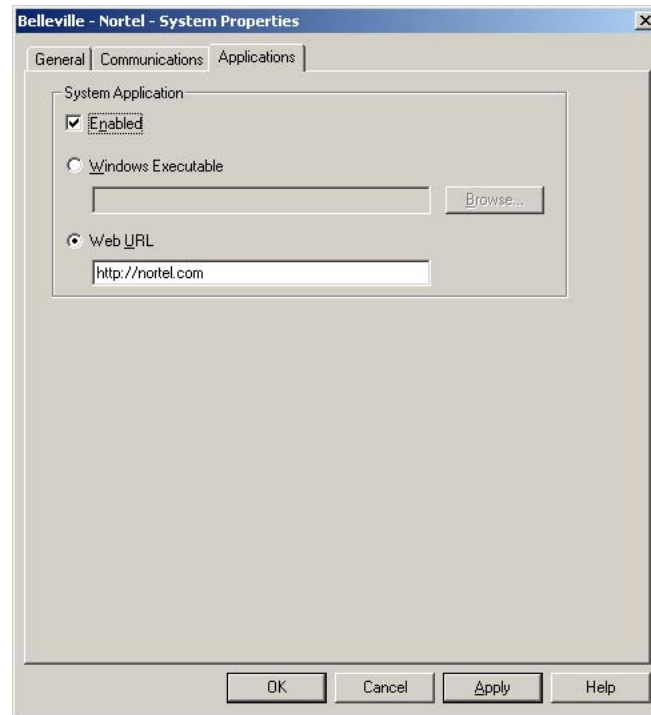 Belleville - Nortel - System Properties
General Communications Applications
System Application
Enabled
Windows Executable
Browse...
Web URL
http://nortel.com
OK Cancel Apply Help